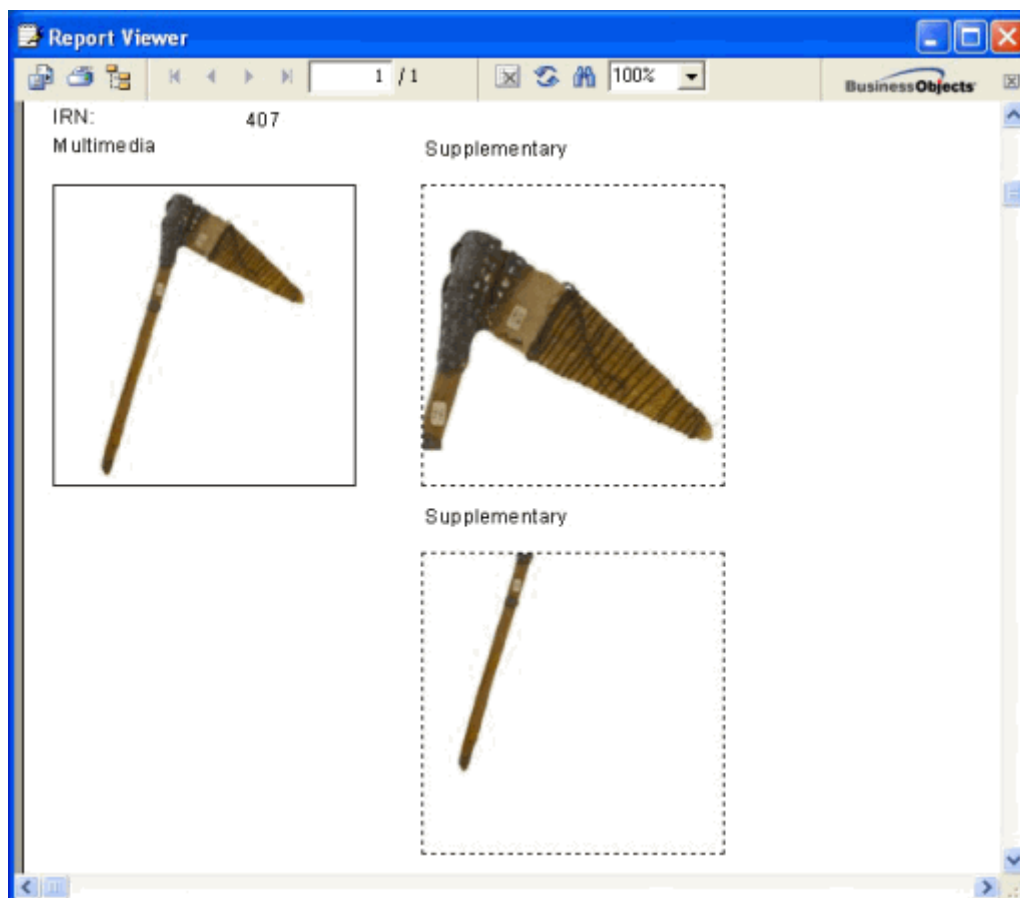 Report Viewer
1 / 1
100%
BusinessObjects
IRN: 407
Multimedia
Supplementary
Supplementary